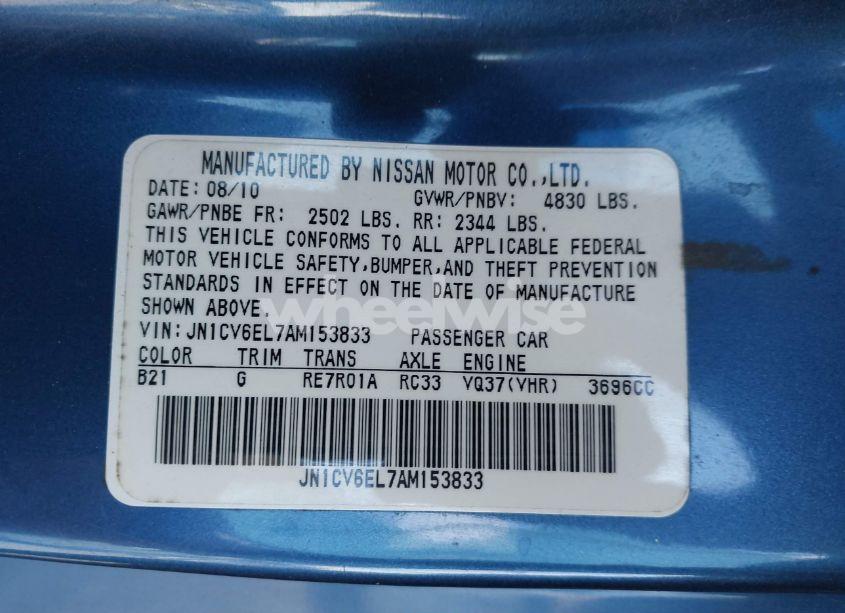 MANUFACTURED BY NISSAN MOTOR CO.,LTD.
DATE: 08/10 GVWR/PNBV: 4830 LBS.
GAWR/PNBE FR: 2502 LBS. RR: 2344 LBS.
THIS VEHICLE CONFORMS TO ALL APPLICABLE FEDERAL
MOTOR VEHICLE SAFETY,BUMPER,AND THEFT PREVENTION
STANDARDS IN EFFECT ON THE DATE OF MANUFACTURE
SHOWN ABOVE.
wheelwise
VIN:JN1CV6EL7AM153833 PASSENGER CAR
COLOR TRIM TRANS AXLE ENGINE
B21 G RE7R01A RC33 VQ37(VHR) 3696CC
JN1CV6EL7AM153833